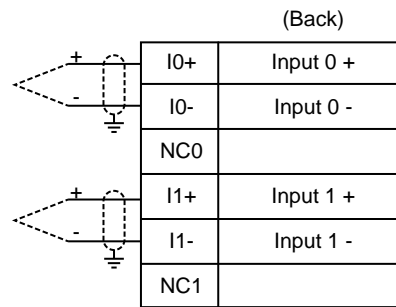 (Back)
+ I0+ Input 0 +
- I0- Input 0 -
NC0
+ I1+ Input 1 +
- I1- Input 1 -
NC1